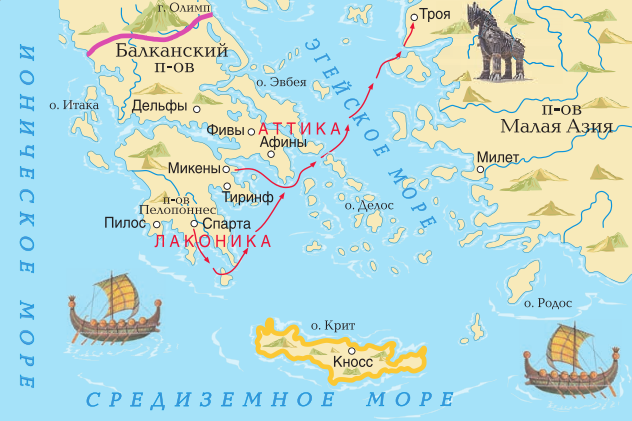 г. Олимп
Троя
Балканский
п-ов
ИОНИЧЕСКОЕ МОРЕ
ЭГЕЙСКОЕ МОРЕ
о. Эвбея
о. Итака
Дельфы
п-ов
Малая Азия
Фивы
АТТИКА
Афины
Микены
Милет
Тиринф
п-ов
Пелопоннес
о. Делос
Пилос
Спарта
ЛАКОНИКА
о. Родос
о. Крит
Кносс
СРЕДИЗЕМНОЕ МОРЕ